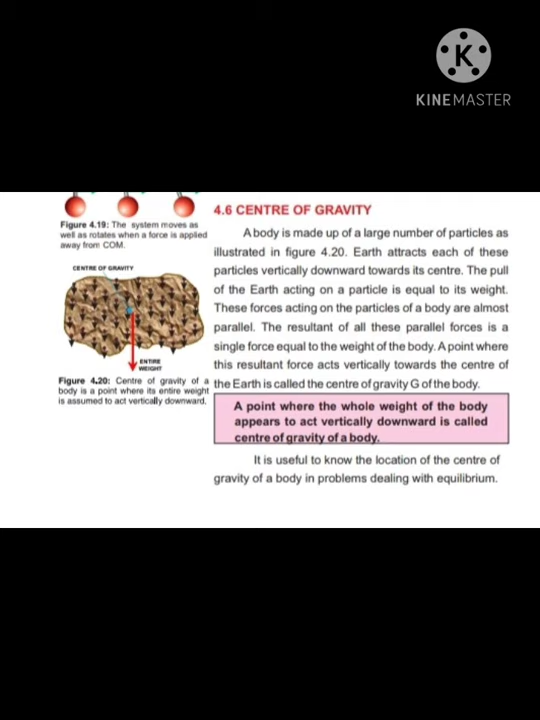 K
KINEMASTER
Figure 4.19: The system moves as
well as rotates when a force is applied
away from COM.
CENTRE OF GRAVITY
ENTIRE
WEIGHT
Figure 4.20: Centre of gravity of a
body is a point where its entire weight
is assumed to act vertically downward.
4.6 CENTRE OF GRAVITY
A body is made up of a large number of particles as
illustrated in figure 4.20. Earth attracts each of these
particles vertically downward towards its centre. The pull
of the Earth acting on a particle is equal to its weight.
These forces acting on the particles of a body are almost
parallel. The resultant of all these parallel forces is a
single force equal to the weight of the body. A point where
this resultant force acts vertically towards the centre of
the Earth is called the centre of gravity G of the body.
A point where the whole weight of the body
appears to act vertically downward is called
centre of gravity of a body.
It is useful to know the location of the centre of
gravity of a body in problems dealing with equilibrium.